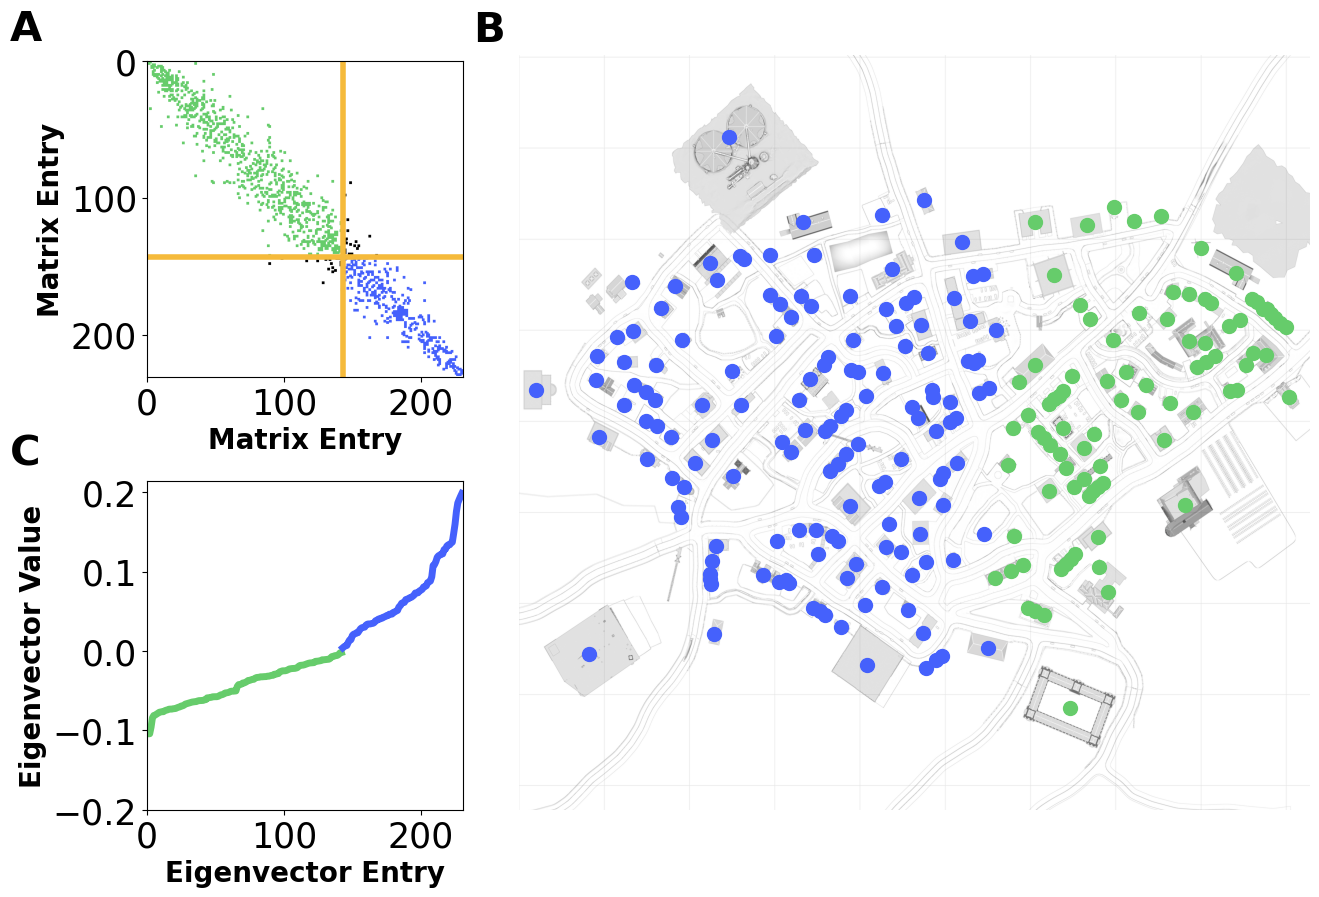 A
B
0
100
200
Matrix Entry
0
100
200
Matrix Entry
C
0.2
0.1
0.0
−0.1
−0.2
Eigenvector Value
0
100
200
Eigenvector Entry